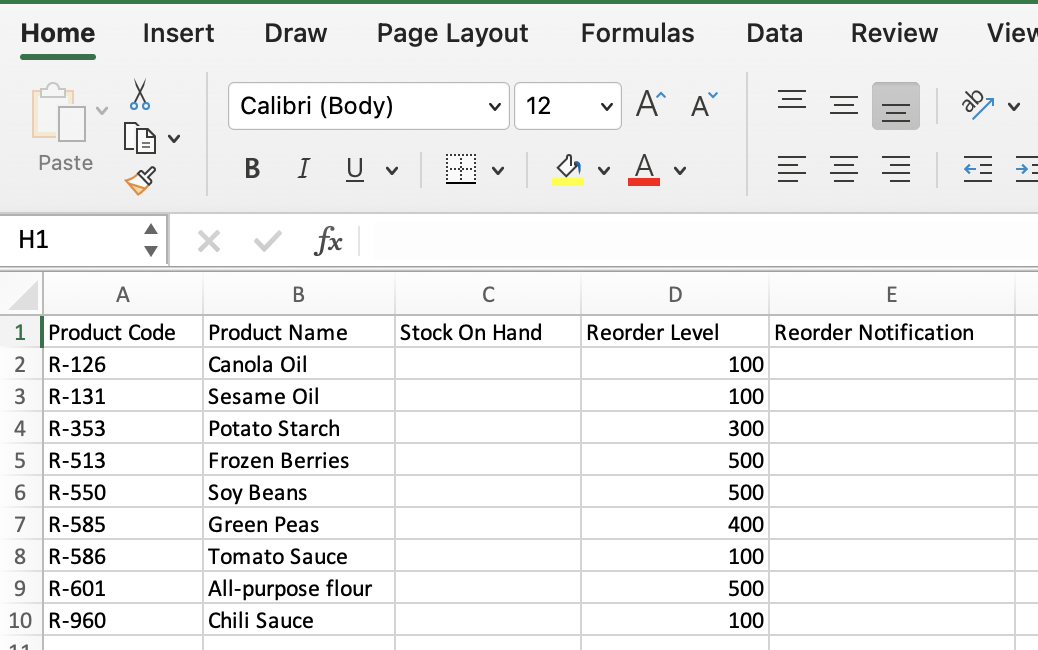 Home Insert Draw Page Layout Formulas Data Review View
Calibri (Body) 12 A A ab
Paste B I U A
H1 fx
A B C D E
1 Product Code Product Name Stock On Hand Reorder Level Reorder Notification
2 R-126 Canola Oil 100
3 R-131 Sesame Oil 100
4 R-353 Potato Starch 300
5 R-513 Frozen Berries 500
6 R-550 Soy Beans 500
7 R-585 Green Peas 400
8 R-586 Tomato Sauce 100
9 R-601 All-purpose flour 500
10 R-960 Chili Sauce 100
11